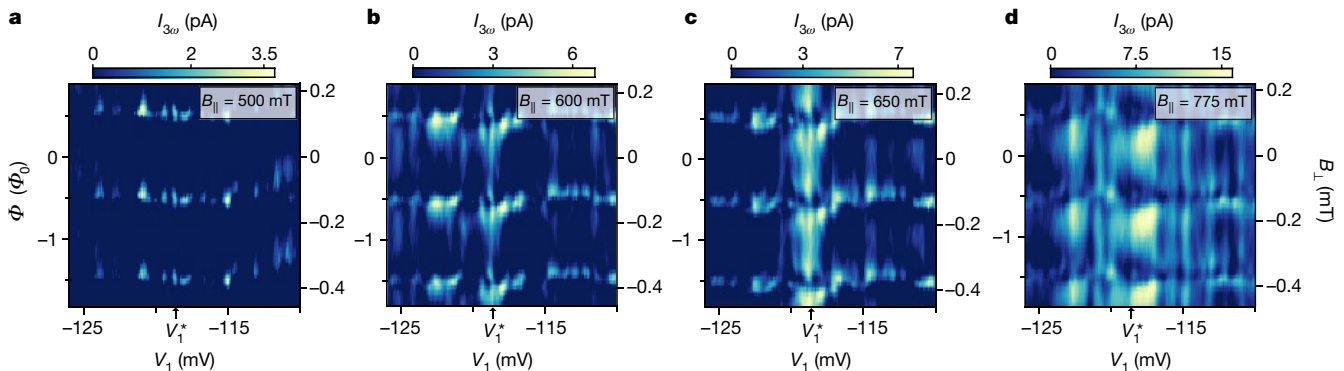 a b c d
I3ω (pA) I3ω (pA) I3ω (pA) I3ω (pA)
0 2 3.5 0 3 6 0 3 7 0 7.5 15
B|| = 500 mT B|| = 600 mT B|| = 650 mT B|| = 775 mT
0.2 0.2 0.2 0.2
0 0 0 0 0 0 0 0
Φ (Φ0) B⊥ (mT)
−0.2 −0.2 −0.2 −0.2
−1 −1 −1 −1
−0.4 −0.4 −0.4 −0.4
−125 V1* −115 −125 V1* −115 −125 V1* −115 −125 V1* −115
V1 (mV) V1 (mV) V1 (mV) V1 (mV)